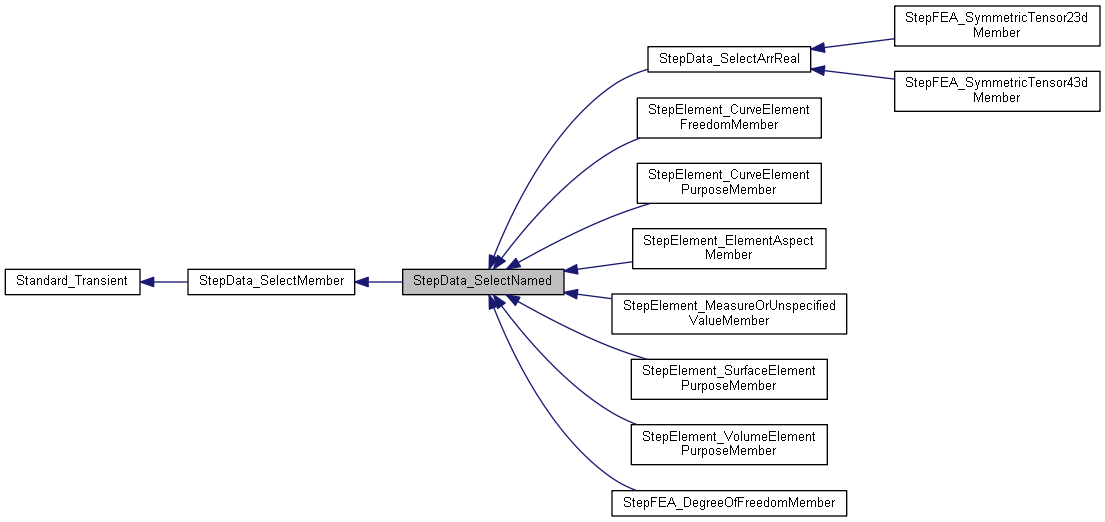 StepFEA_SymmetricTensor23d
Member
StepData_SelectArrReal
StepFEA_SymmetricTensor43d
Member
StepElement_CurveElement
FreedomMember
StepElement_CurveElement
PurposeMember
StepElement_ElementAspect
Member
Standard_Transient
StepData_SelectMember
StepData_SelectNamed
StepElement_MeasureOrUnspecified
ValueMember
StepElement_SurfaceElement
PurposeMember
StepElement_VolumeElement
PurposeMember
StepFEA_DegreeOfFreedomMember